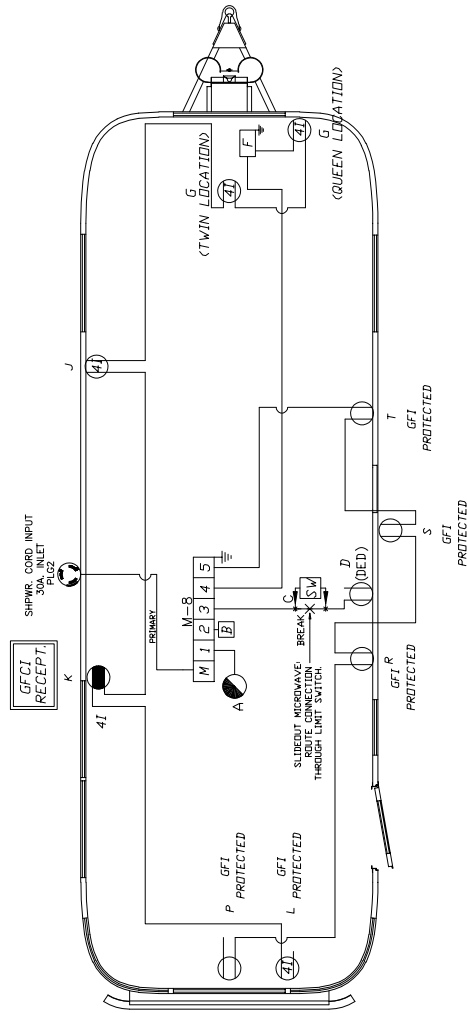 G
(TWIN LOCATION)
4I
F
4I
G
(QUEEN LOCATION)
J
4I
SHPWR. CORD INPUT
30A. INLET
PLG2
GFCI
RECEPT.
K
4I
PRIMARY
M-8
M 1 2 3 4 5
B
A
C
SW
BREAK
D
(DED)
SLIDEOUT MICROWAVE:
ROUTE CONNECTION
THROUGH LIMIT SWITCH.
T
GFI
PROTECTED
S
GFI
PROTECTED
R
GFI
PROTECTED
P
GFI
PROTECTED
L
GFI
PROTECTED
4I